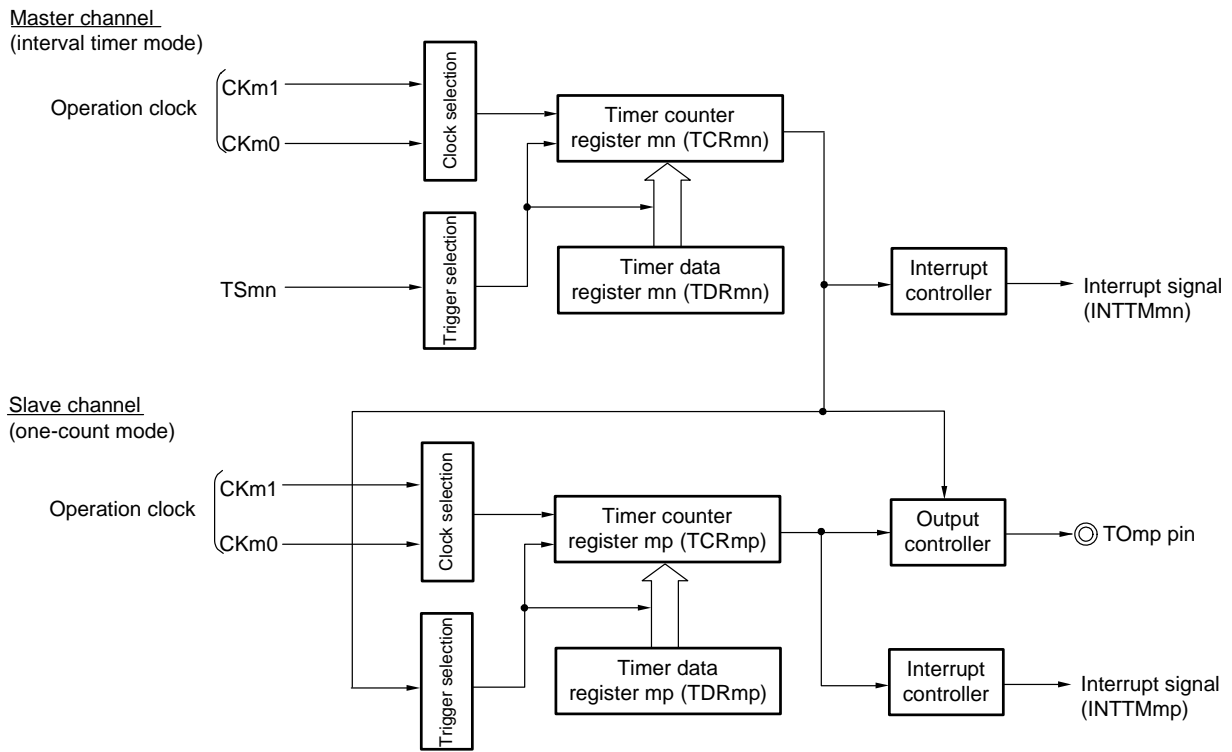 Master channel
(interval timer mode)
Operation clock
CKm1
CKm0
Clock selection
Timer counter
register mn (TCRmn)
TSmn
Trigger selection
Timer data
register mn (TDRmn)
Interrupt
controller
Interrupt signal
(INTTMmn)
Slave channel
(one-count mode)
Operation clock
CKm1
CKm0
Clock selection
Timer counter
register mp (TCRmp)
Output
controller
TOmp pin
Trigger selection
Timer data
register mp (TDRmp)
Interrupt
controller
Interrupt signal
(INTTMmp)